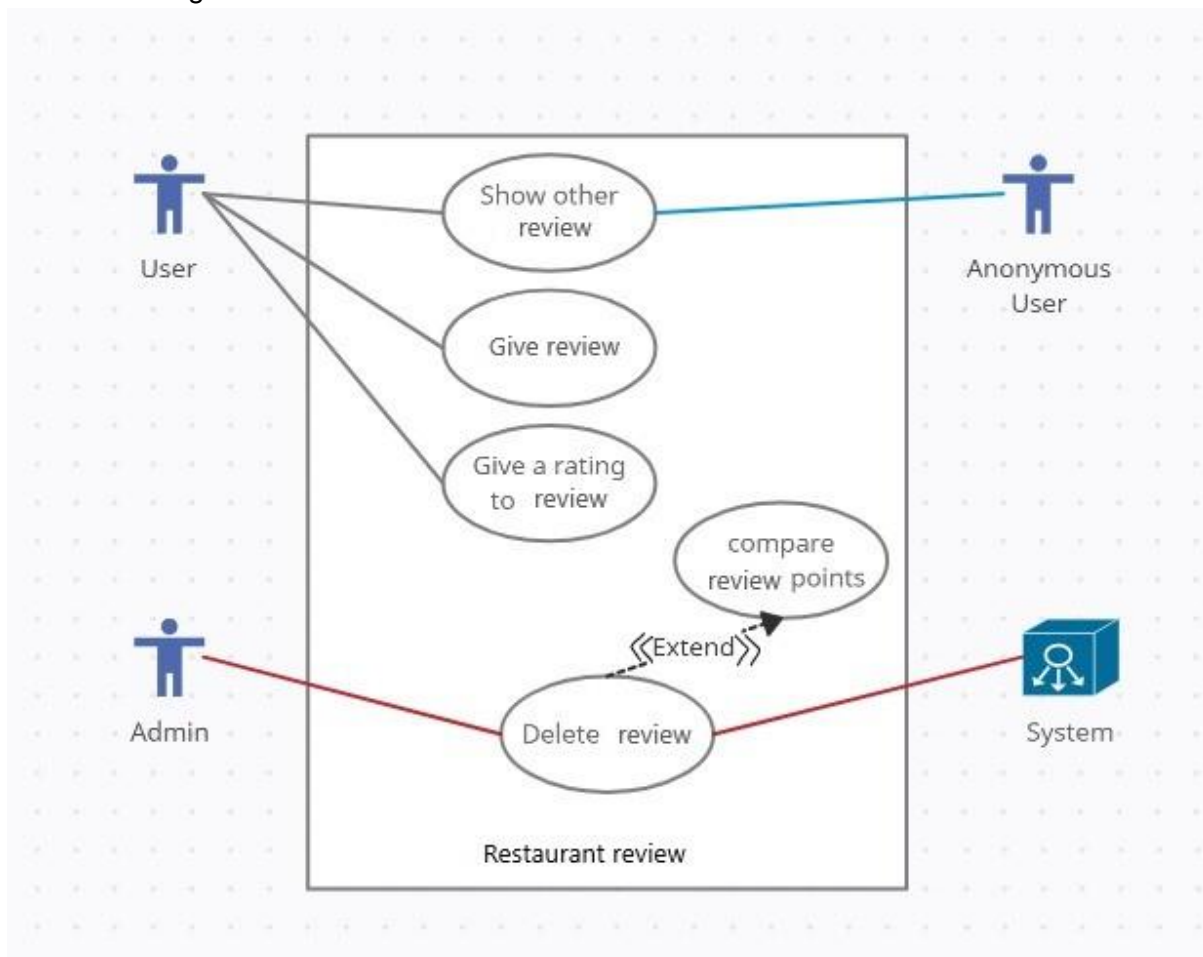 Show other
review
User
Anonymous
User
Give review
Give a rating
to review
compare
review points
《Extend》
Admin
Delete review
System
Restaurant review